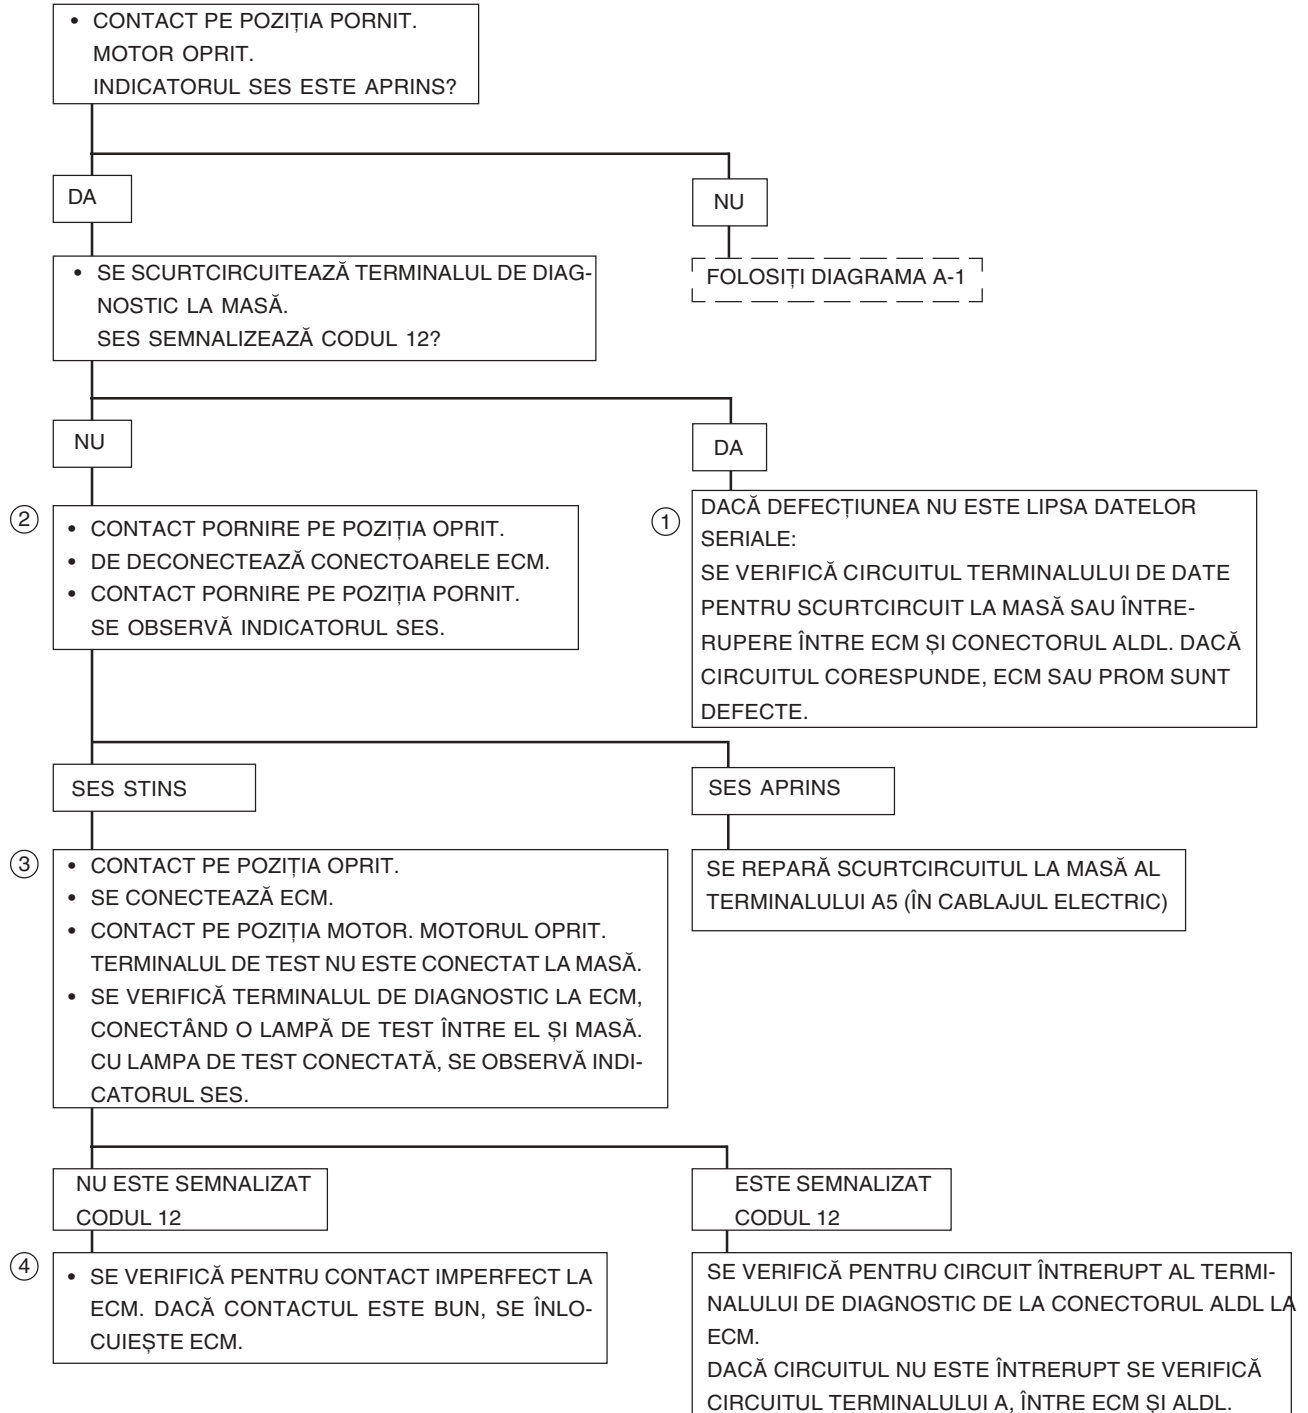 • CONTACT PE POZIȚIA PORNIT.
MOTOR OPRIT.
INDICATORUL SES ESTE APRINS?
DA
NU
• SE SCURTCIRCUITEAZĂ TERMINALUL DE DIAG-
NOSTIC LA MASĂ.
SES SEMNALIZEAZĂ CODUL 12?
FOLOSIȚI DIAGRAMA A-1
NU
DA
2
• CONTACT PORNIRE PE POZIȚIA OPRIT.
• DE DECONECTEAZĂ CONECTOARELE ECM.
• CONTACT PORNIRE PE POZIȚIA PORNIT.
SE OBSERVĂ INDICATORUL SES.
1
DACĂ DEFECȚIUNEA NU ESTE LIPSA DATELOR
SERIALE:
SE VERIFICĂ CIRCUITUL TERMINALULUI DE DATE
PENTRU SCURTCIRCUIT LA MASĂ SAU ÎNTRE-
RUPERE ÎNTRE ECM ȘI CONECTORUL ALDL. DACĂ
CIRCUITUL CORESPUNDE, ECM SAU PROM SUNT
DEFECTE.
SES STINS
SES APRINS
3
• CONTACT PE POZIȚIA OPRIT.
• SE CONECTEAZĂ ECM.
• CONTACT PE POZIȚIA MOTOR. MOTORUL OPRIT.
TERMINALUL DE TEST NU ESTE CONECTAT LA MASĂ.
• SE VERIFICĂ TERMINALUL DE DIAGNOSTIC LA ECM,
CONECTÂND O LAMPĂ DE TEST ÎNTRE EL ȘI MASĂ.
CU LAMPA DE TEST CONECTATĂ, SE OBSERVĂ INDI-
CATORUL SES.
SE REPARĂ SCURTCIRCUITUL LA MASĂ AL
TERMINALULUI A5 (ÎN CABLAJUL ELECTRIC)
NU ESTE SEMNALIZAT
CODUL 12
ESTE SEMNALIZAT
CODUL 12
4
• SE VERIFICĂ PENTRU CONTACT IMPERFECT LA
ECM. DACĂ CONTACTUL ESTE BUN, SE ÎNLO-
CUIEȘTE ECM.
SE VERIFICĂ PENTRU CIRCUIT ÎNTRERUPT AL TERMI-
NALULUI DE DIAGNOSTIC DE LA CONECTORUL ALDL LA
ECM.
DACĂ CIRCUITUL NU ESTE ÎNTRERUPT SE VERIFICĂ
CIRCUITUL TERMINALULUI A, ÎNTRE ECM ȘI ALDL.